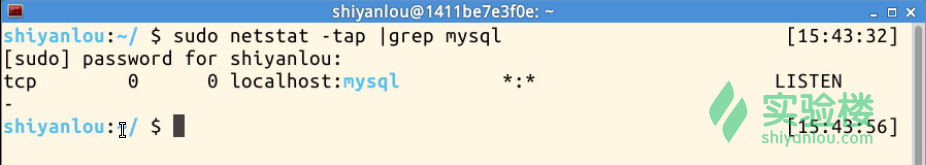 shiyanlou@1411be7e3f0e: ~
shiyanlou:~/ $ sudo netstat -tap |grep mysql [15:43:32]
[sudo] password for shiyanlou:
tcp 0 0 localhost:mysql *:* LISTEN
-
shiyanlou:~/ $ [15:43:56]
实验楼
shiyanlou.com